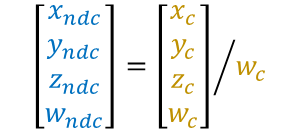 [x_ndc] = [x_c] / w_c
[y_ndc] [y_c]
[z_ndc] [z_c]
[w_ndc] [w_c]